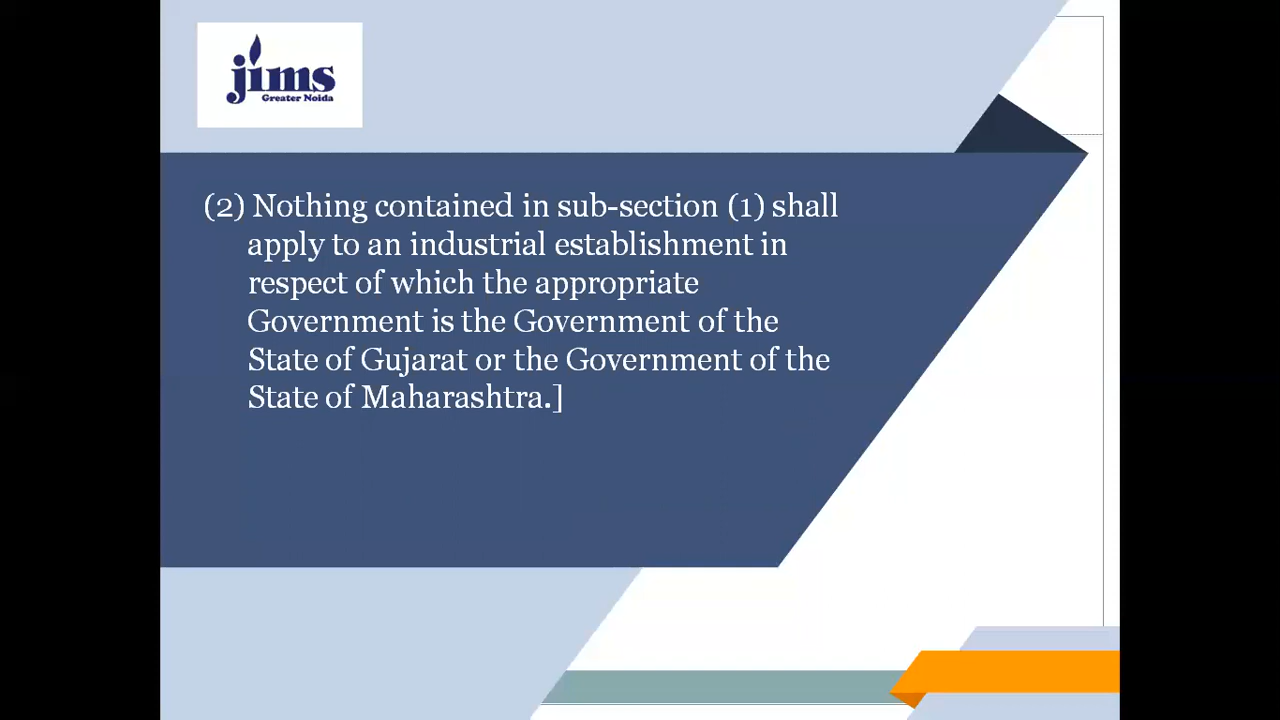 jims
Greater Noida
(2) Nothing contained in sub-section (1) shall
apply to an industrial establishment in
respect of which the appropriate
Government is the Government of the
State of Gujarat or the Government of the
State of Maharashtra.]